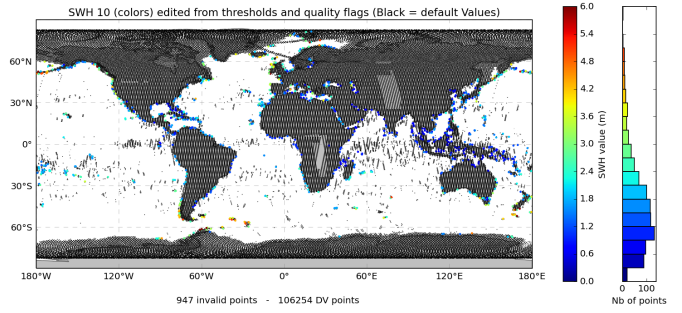 SWH 10 (colors) edited from thresholds and quality flags (Black = default Values)
60°N
30°N
0°
30°S
60°S
180°W 120°W 60°W 0° 60°E 120°E 180°E
947 invalid points - 106254 DV points
6.0
5.4
4.8
4.2
3.6
3.0
2.4
1.8
1.2
0.6
0.0
SWH value (m)
0 100
Nb of points